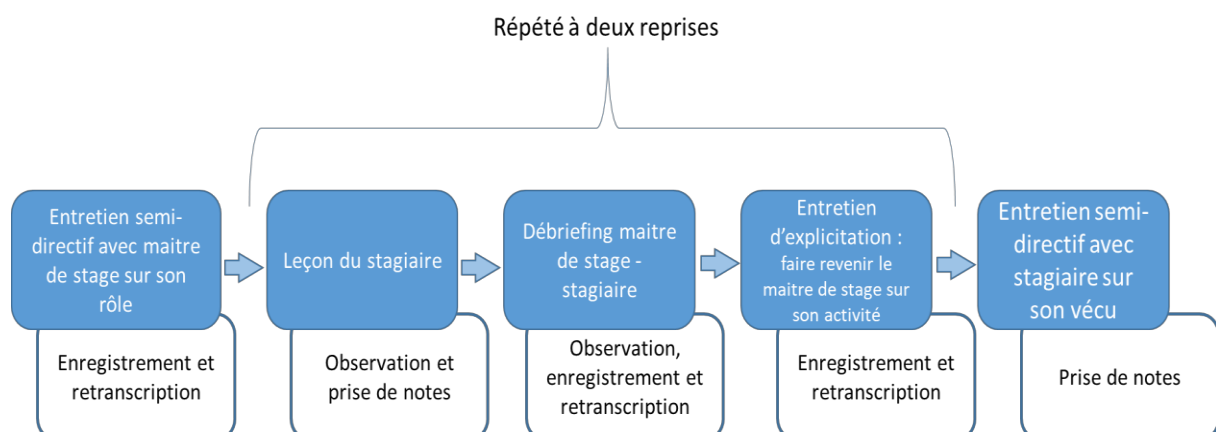 Répété à deux reprises
Entretien semi-
directif avec maitre
de stage sur son
rôle
Enregistrement et
retranscription
Leçon du stagiaire
Observation et
prise de notes
Débriefing maitre
de stage -
stagiaire
Observation,
enregistrement et
retranscription
Entretien
d’explicitation :
faire revenir le
maitre de stage sur
son activité
Enregistrement et
retranscription
Entretien semi-
directif avec
stagiaire sur
son vécu
Prise de notes